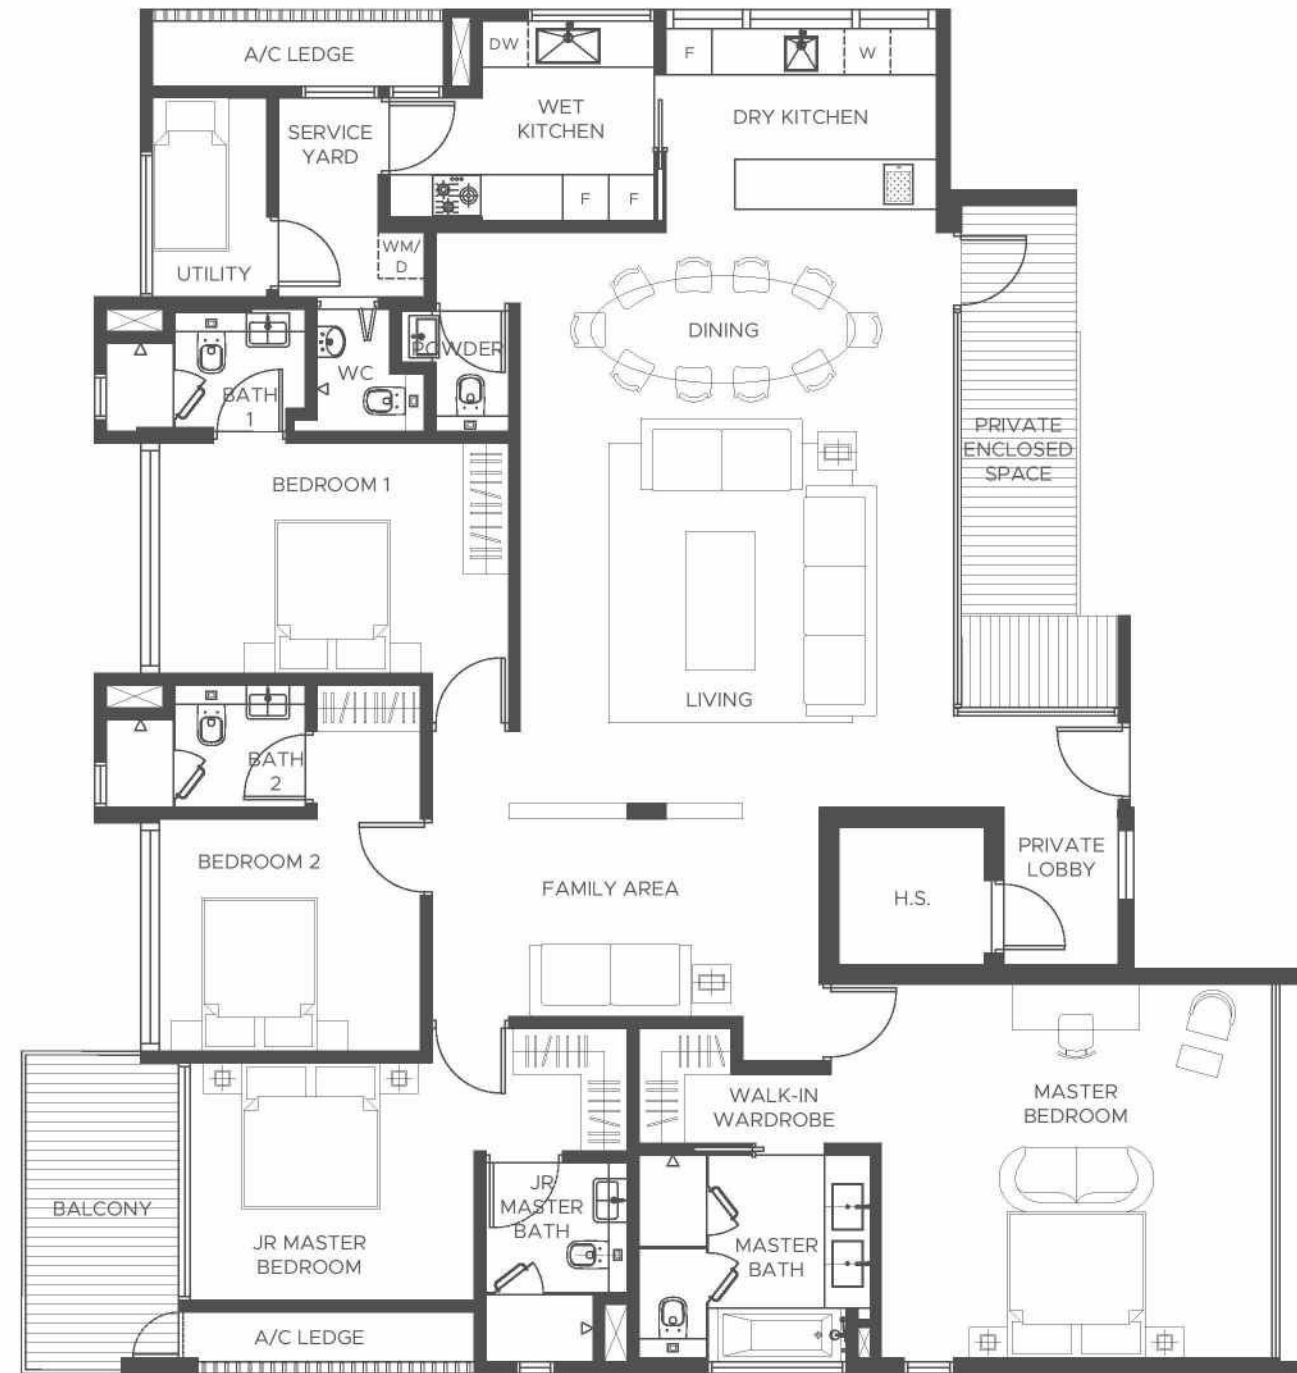 A/C LEDGE
DW
F
W
WET
KITCHEN
DRY KITCHEN
SERVICE
YARD
F
F
UTILITY
WM/
D
DINING
POWDER
WC
BATH
1
PRIVATE
ENCLOSED
SPACE
BEDROOM 1
LIVING
BATH
2
BEDROOM 2
FAMILY AREA
H.S.
PRIVATE
LOBBY
WALK-IN
WARDROBE
MASTER
BEDROOM
BALCONY
JR MASTER
BEDROOM
JR
MASTER
BATH
MASTER
BATH
A/C LEDGE